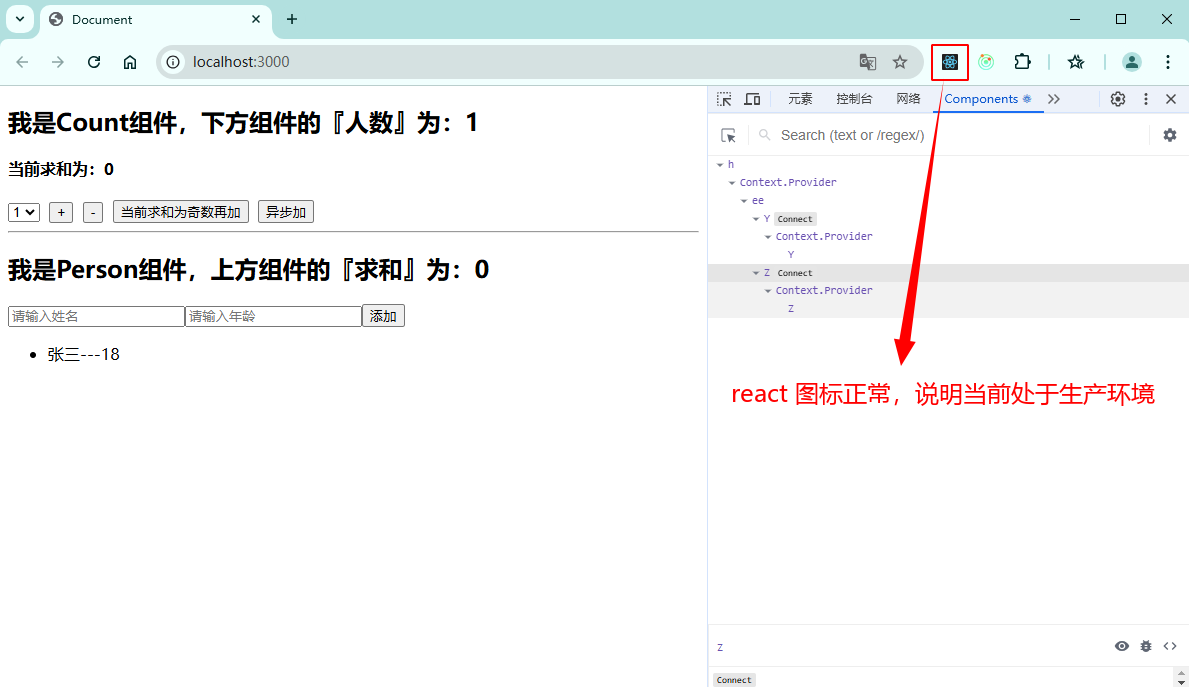 Document
localhost:3000
元素 控制台 网络 Components
Search (text or /regex/)
我是Count组件，下方组件的『人数』为：1
当前求和为：0
1 + - 当前求和为奇数再加 异步加
我是Person组件，上方组件的『求和』为：0
请输入姓名 请输入年龄 添加
张三---18
h
Context.Provider
ee
Y Connect
Context.Provider
Y
Z Connect
Context.Provider
Z
react 图标正常，说明当前处于生产环境
Z
Connect